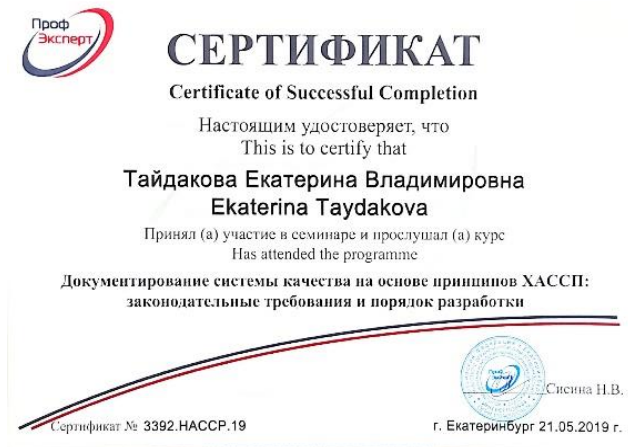 Проф
Эксперт
СЕРТИФИКАТ
Certificate of Successful Completion
Настоящим удостоверяет, что
This is to certify that
Тайдакова Екатерина Владимировна
Ekaterina Taydakova
Принял (а) участие в семинаре и прослушал (а) курс
Has attended the programme
Документирование системы качества на основе принципов ХАССП:
законодательные требования и порядок разработки
Проф
Эксперт
Сисина Н.В.
Сертификат № 3392.HACCP.19
г. Екатеринбург 21.05.2019 г.